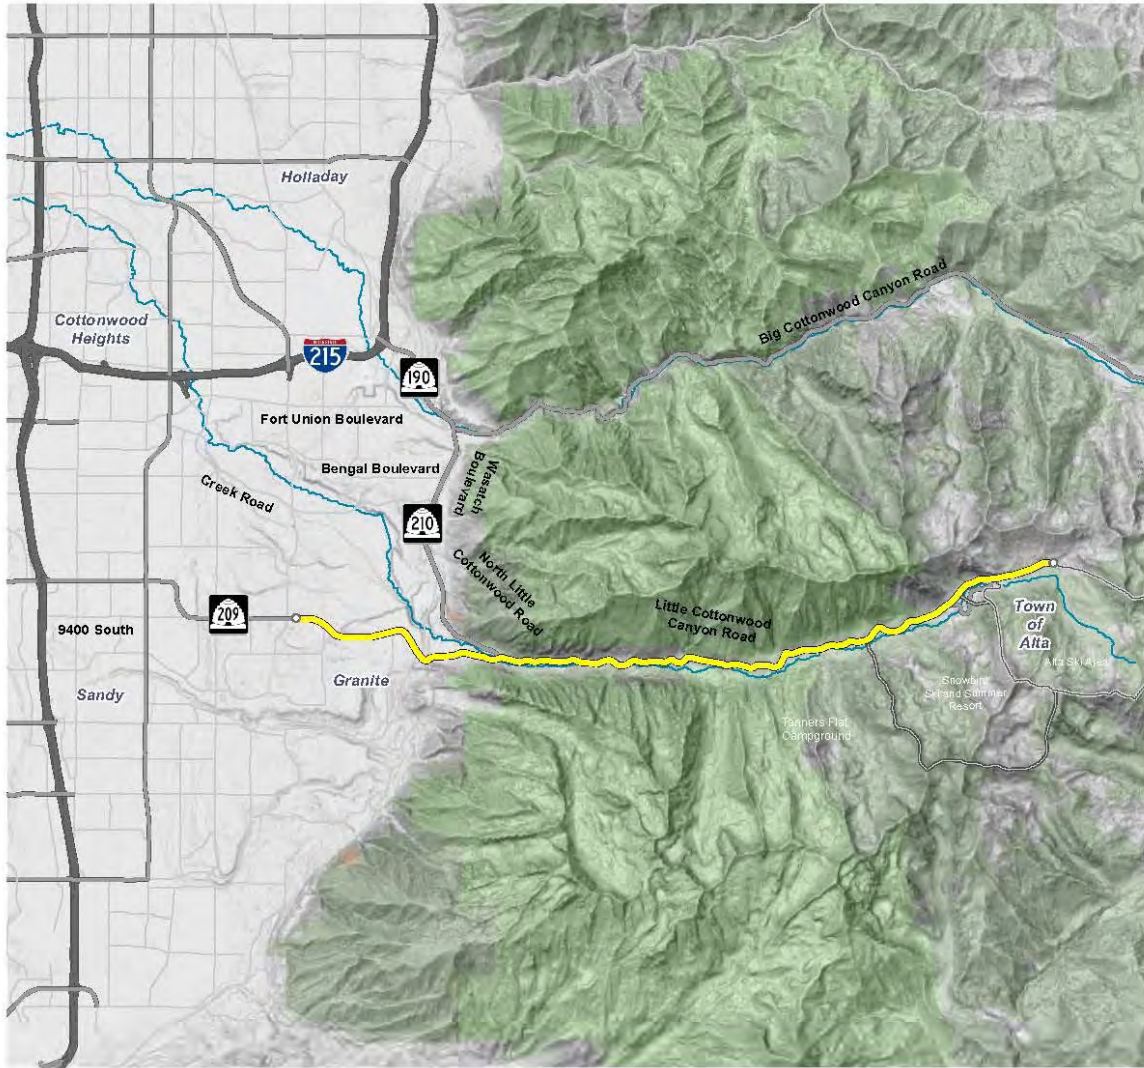 Holladay
Big Cottonwood Canyon Road
Cottonwood
Heights
INTERSTATE
215
190
Fort Union Boulevard
Bengal Boulevard
Wasatch
Boulevard
Creek Road
210
North Little
Cottonwood Road
209
9400 South
Little Cottonwood
Canyon Road
Town
of
Alta
Alta Ski Area
Sandy
Granite
Snowbird
Ski and Summer
Resort
Tanners Flat
Campground